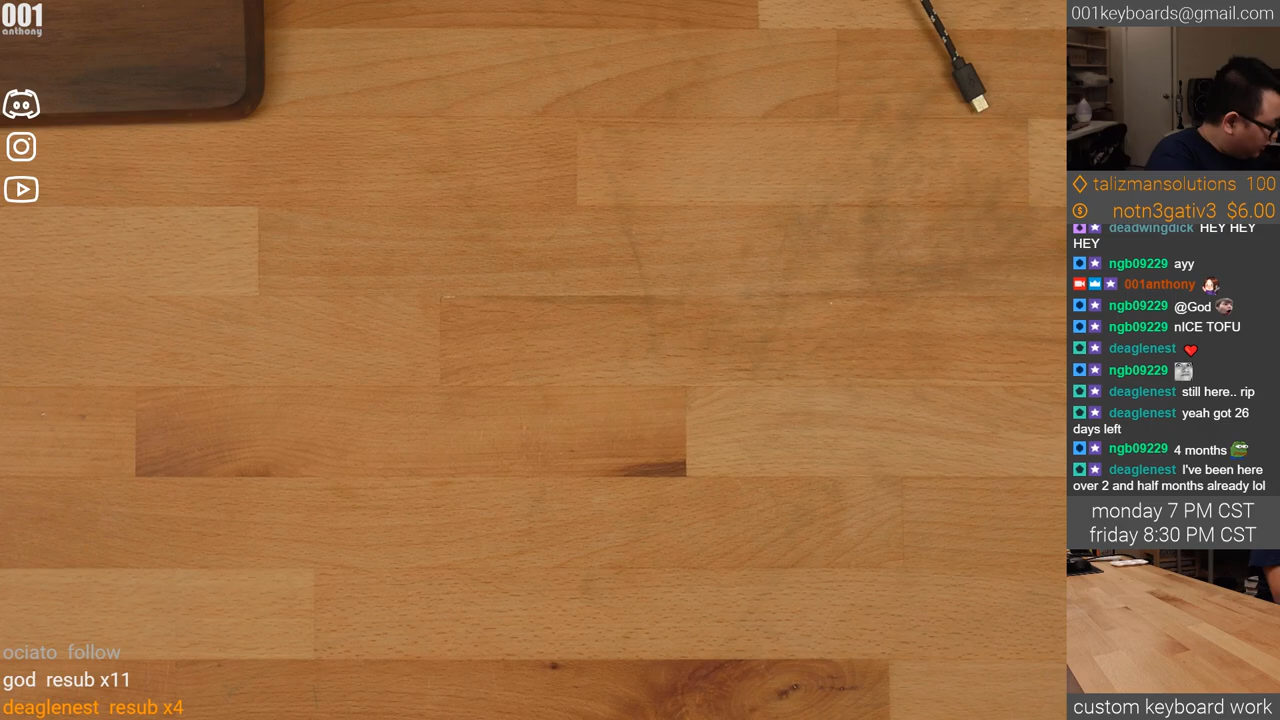 001
anthony
001keyboards@gmail.com
talizmansolutions 100
notn3gativ3 $6.00
deadwingdick HEY HEY
HEY
ngb09229 ayy
001anthony
ngb09229 @God
ngb09229 nICE TOFU
deaglenest
ngb09229
deaglenest still here.. rip
deaglenest yeah got 26
days left
ngb09229 4 months
deaglenest I've been here
over 2 and half months already lol
monday 7 PM CST
friday 8:30 PM CST
custom keyboard work
ociato follow
god resub x11
deaglenest resub x4